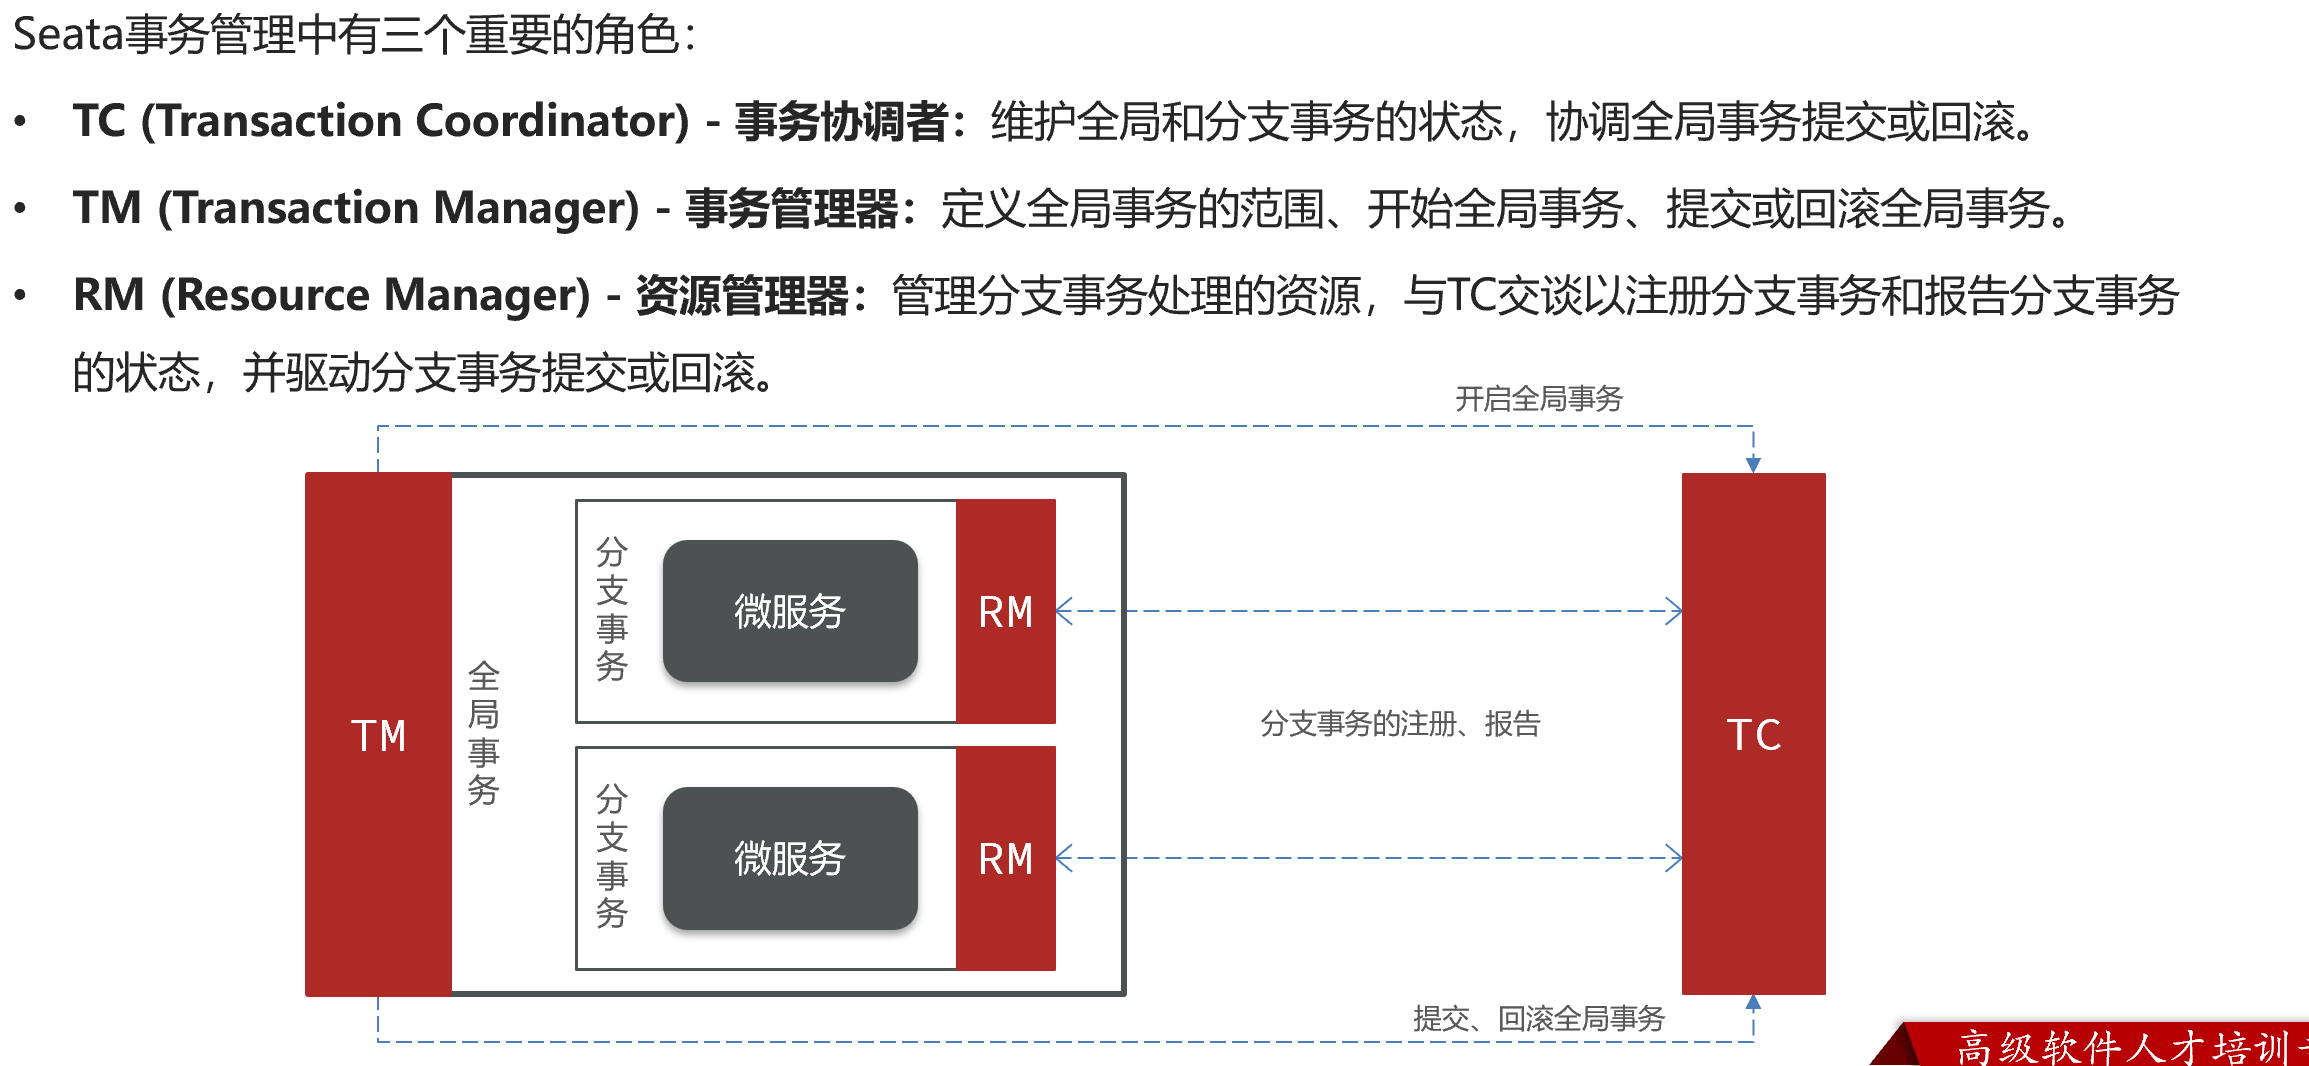 Seata事务管理中有三个重要的角色：
• TC (Transaction Coordinator) - 事务协调者：维护全局和分支事务的状态，协调全局事务提交或回滚。
• TM (Transaction Manager) - 事务管理器：定义全局事务的范围、开始全局事务、提交或回滚全局事务。
• RM (Resource Manager) - 资源管理器：管理分支事务处理的资源，与TC交谈以注册分支事务和报告分支事务
的状态，并驱动分支事务提交或回滚。
开启全局事务
TM
全局事务
分支事务
微服务
RM
分支事务
微服务
RM
分支事务的注册、报告
TC
提交、回滚全局事务
高级软件人才培训